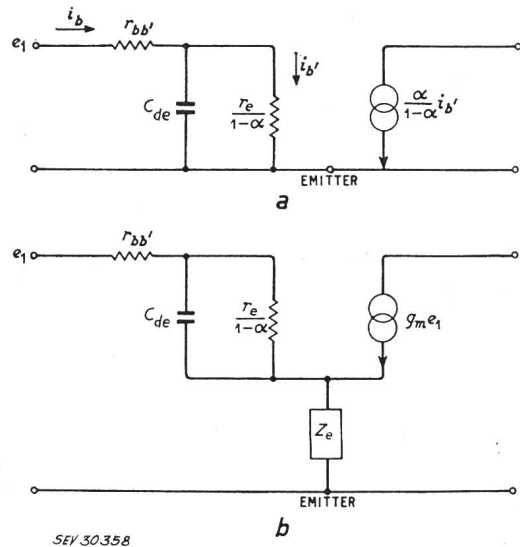 i_b
e_1
r_bb'
i_b'
C_de
r_e/1-α
α/1-α i_b'
EMITTER
a
r_bb'
e_1
C_de
r_e/1-α
g_m e_1
Z_e
EMITTER
b
SEV 30358